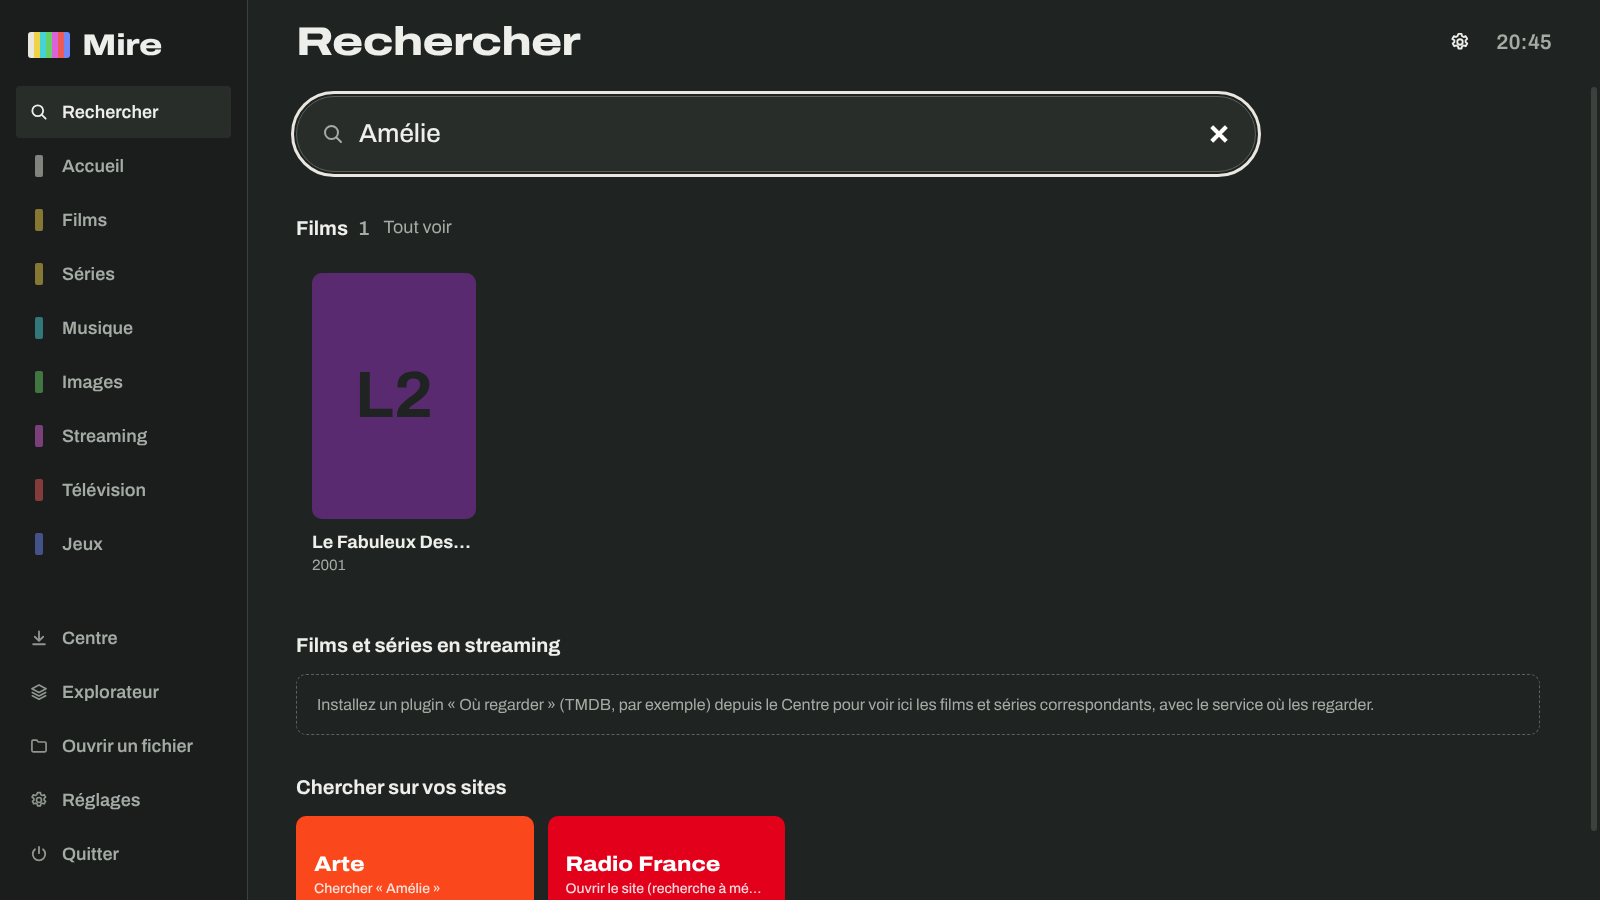 Mire
Rechercher
Accueil
Films
Séries
Musique
Images
Streaming
Télévision
Jeux
Centre
Explorateur
Ouvrir un fichier
Réglages
Quitter
Rechercher
20:45
Amélie
Films 1 Tout voir
L2
Le Fabuleux Des...
2001
Films et séries en streaming
Installez un plugin « Où regarder » (TMDB, par exemple) depuis le Centre pour voir ici les films et séries correspondants, avec le service où les regarder.
Chercher sur vos sites
Arte
Chercher « Amélie »
Radio France
Ouvrir le site (recherche à mé...